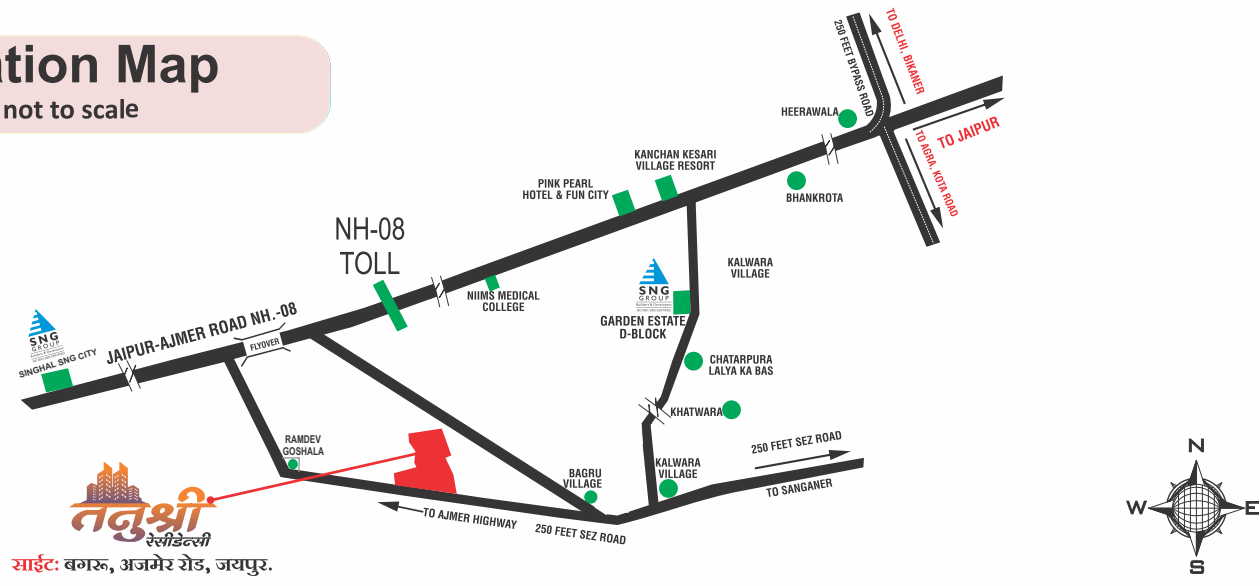 ation Map
not to scale
250 FEET BYPASS ROAD
TO DELHI, BIKANER
HEERAWALA
TO JAIPUR
TO AGRA, KOTA ROAD
KANCHAN KESARI
VILLAGE RESORT
PINK PEARL
HOTEL & FUN CITY
BHANKROTA
NH-08
TOLL
KALWARA
VILLAGE
NIIMS MEDICAL
COLLEGE
SNG
GROUP
GARDEN ESTATE
D-BLOCK
SNG
GROUP
SINGHAL SNG CITY
JAIPUR-AJMER ROAD NH.-08
FLYOVER
CHATARPURA
LALYA KA BAS
KHATWARA
RAMDEV
GOSHALA
BAGRU
VILLAGE
KALWARA
VILLAGE
250 FEET SEZ ROAD
TO SANGANER
TO AJMER HIGHWAY
250 FEET SEZ ROAD
तनुश्री
रेसीडेन्सी
साईट: बगरू, अजमेर रोड, जयपुर.
N
W
E
S